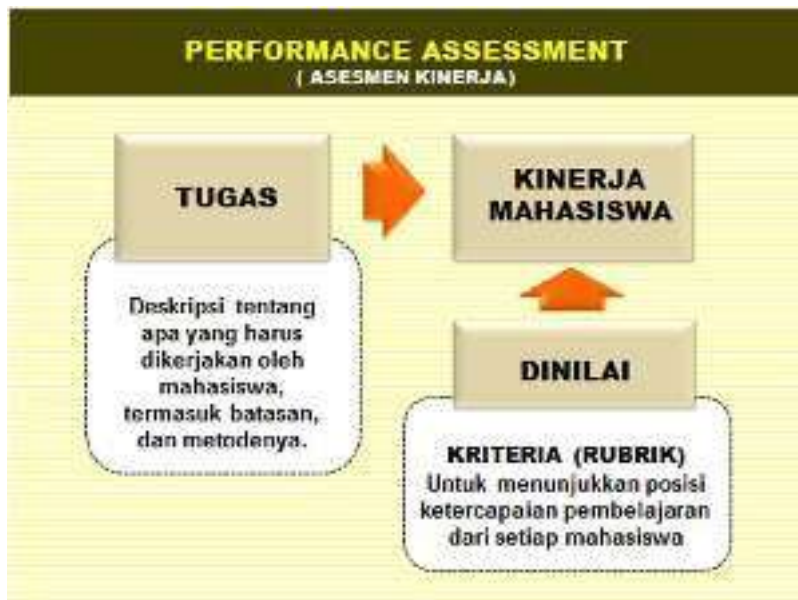 PERFORMANCE ASSESSMENT
( ASESMEN KINERJA)
TUGAS
Deskripsi tentang
apa yang harus
dikerjakan oleh
mahasiswa,
termasuk batasan,
dan metodenya.
KINERJA
MAHASISWA
DINILAI
KRITERIA (RUBRIK)
Untuk menunjukkan posisi
ketercapaian pembelajaran
dari setiap mahasiswa